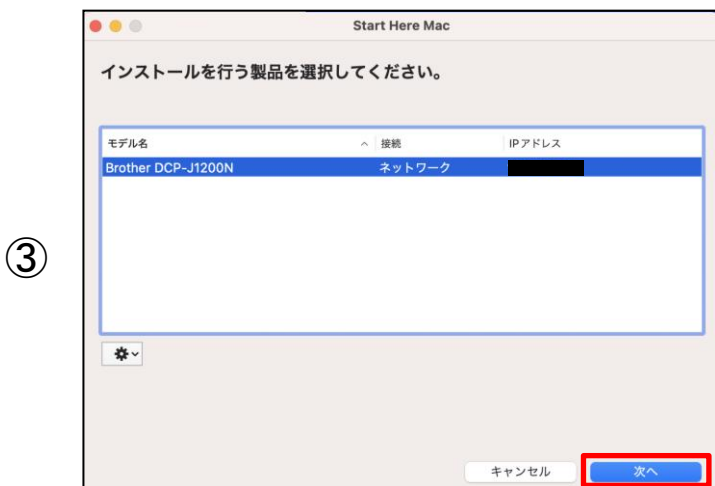 Start Here Mac
インストールを行う製品を選択してください。
モデル名 接続 IPアドレス
Brother DCP-J1200N ネットワーク
③
キャンセル 次へ